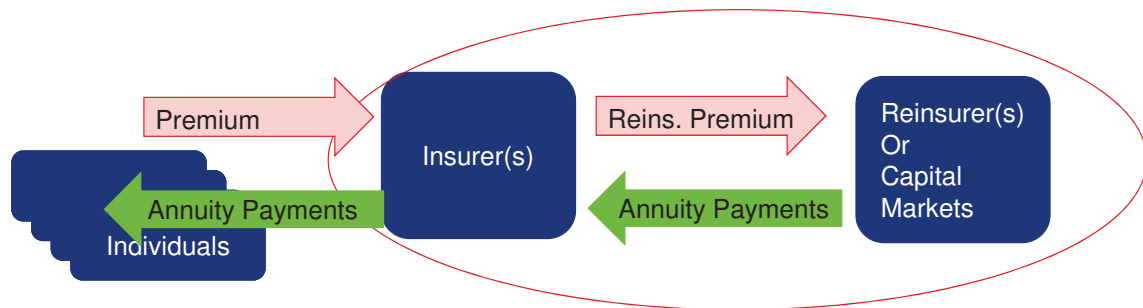 Premium
Insurer(s)
Reins. Premium
Reinsurer(s)
Or
Capital
Markets
Annuity Payments
Annuity Payments
Individuals